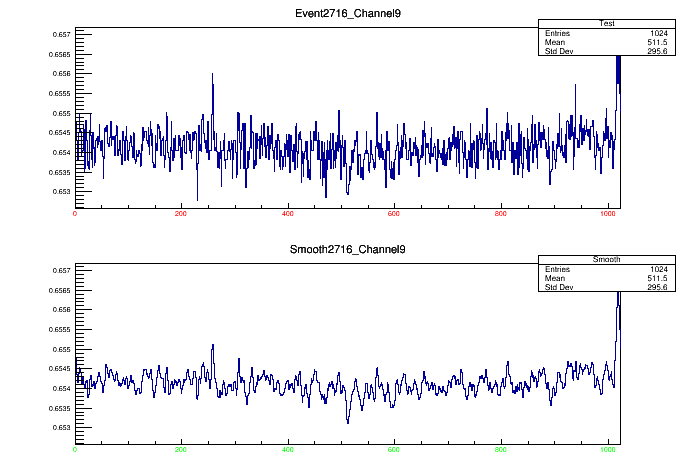 Event2716_Channel9
Test
Entries 1024
Mean 511.5
Std Dev 295.6
0.657
0.6565
0.656
0.6555
0.655
0.6545
0.654
0.6535
0.653
0 200 400 600 800 1000
Smooth2716_Channel9
Smooth
Entries 1024
Mean 511.5
Std Dev 295.6
0.657
0.6565
0.656
0.6555
0.655
0.6545
0.654
0.6535
0.653
0 200 400 600 800 1000